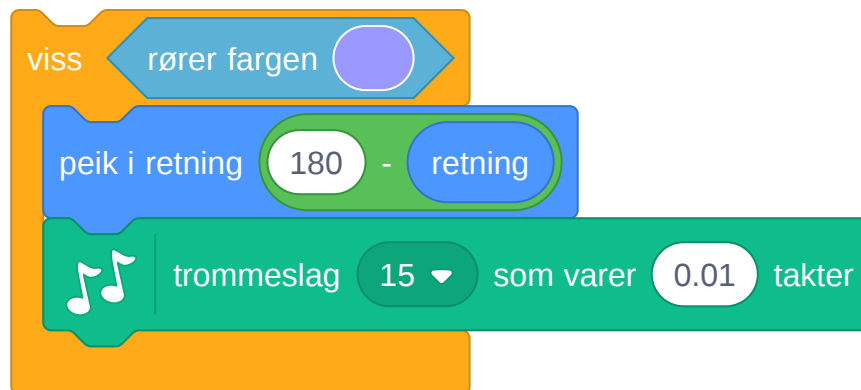 viss rører fargen
peik i retning 180 - retning
trommeslag 15 som varer 0.01 takter